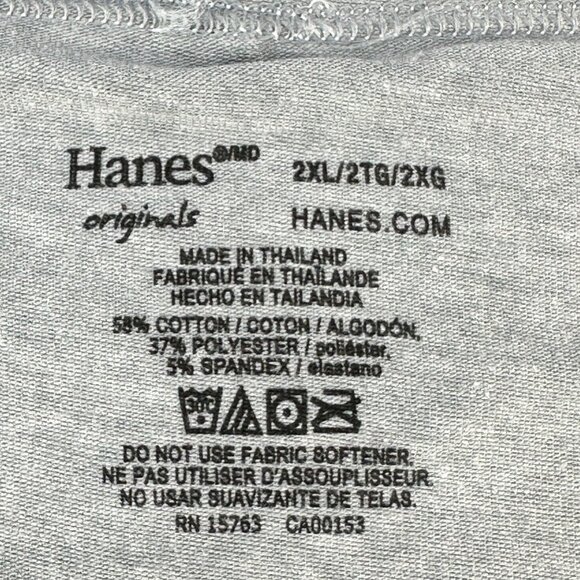 Hanes®/MD 2XL/2TG/2XG
originals HANES.COM
MADE IN THAILAND
FABRIQUÉ EN THAÏLANDE
HECHO EN TAILANDIA
58% COTTON / COTON / ALGODÓN,
37% POLYESTER / poliéster,
5% SPANDEX / elastano
30C
DO NOT USE FABRIC SOFTENER.
NE PAS UTILISER D'ASSOUPLISSEUR.
NO USAR SUAVIZANTE DE TELAS.
RN 15763 CA00153